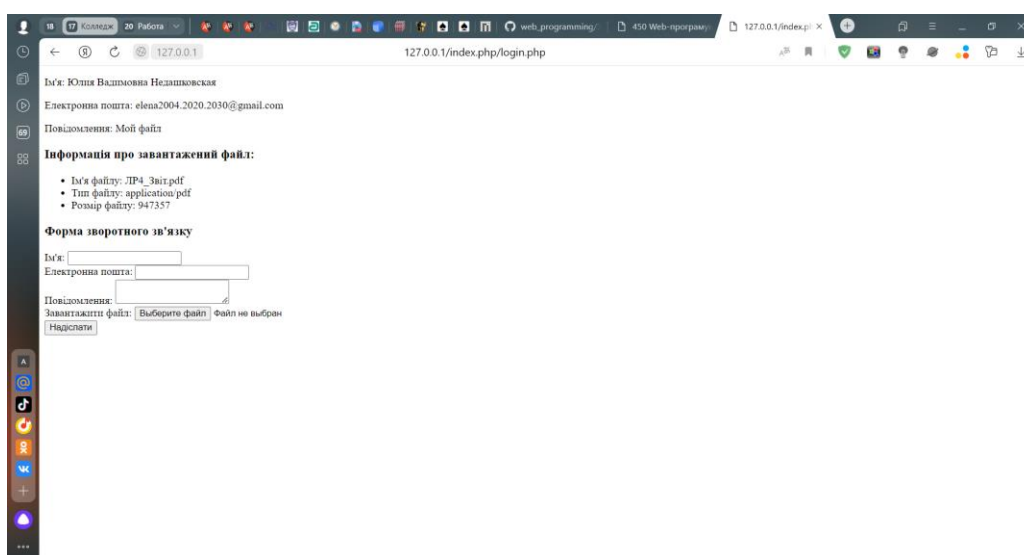 18 17 Колледж 20 Работа web_programming/ 450 Web-програму 127.0.0.1/index.p
127.0.0.1 127.0.0.1/index.php/login.php
Ім'я: Юлия Вадимовна Недашковская
Електронна пошта: elena2004.2020.2030@gmail.com
Повідомлення: Мой файл
69
Інформація про завантажений файл:
Ім'я файлу: ЛР4_Звіт.pdf
Тип файлу: application/pdf
Розмір файлу: 947357
Форма зворотного зв'язку
Ім'я:
Електронна пошта:
Повідомлення:
Завантажити файл: Выберите файл Файл не выбран
Надіслати